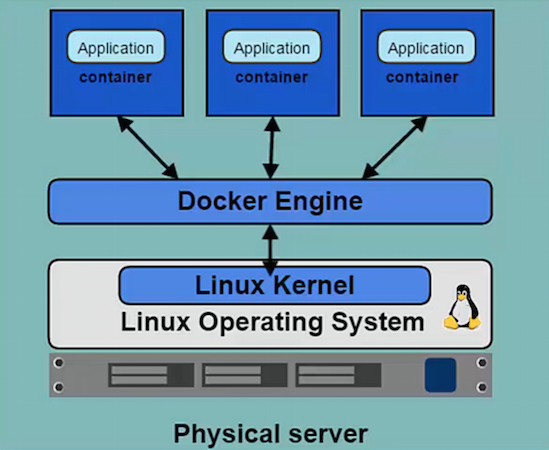 Application Application Application
container container container
Docker Engine
Linux Kernel
Linux Operating System
Physical server